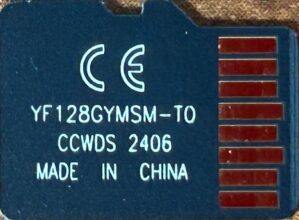 CE
YF128GYMSM-T0
CCWDS 2406
MADE IN CHINA